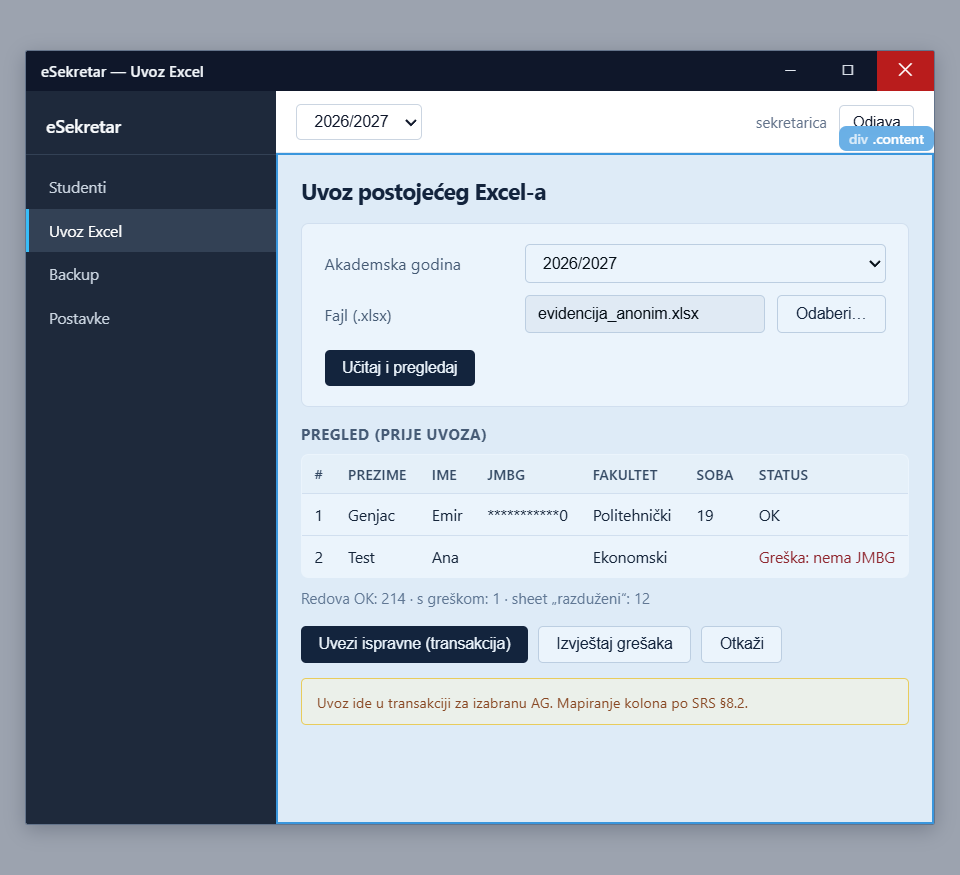 eSekretar — Uvoz Excel
eSekretar
2026/2027
sekretarica
Odjava
div .content
Studenti
Uvoz Excel
Backup
Postavke
Uvoz postojećeg Excel-a
Akademska godina
2026/2027
Fajl (.xlsx)
evidencija_anonim.xlsx
Odaberi…
Učitaj i pregledaj
PREGLED (PRIJE UVOZA)
# PREZIME IME JMBG FAKULTET SOBA STATUS
1 Genjac Emir ***********0 Politehnički 19 OK
2 Test Ana Ekonomski Greška: nema JMBG
Redova OK: 214 · s greškom: 1 · sheet „razduženi“: 12
Uvezi ispravne (transakcija)
Izvještaj grešaka
Otkaži
Uvoz ide u transakciji za izabranu AG. Mapiranje kolona po SRS §8.2.